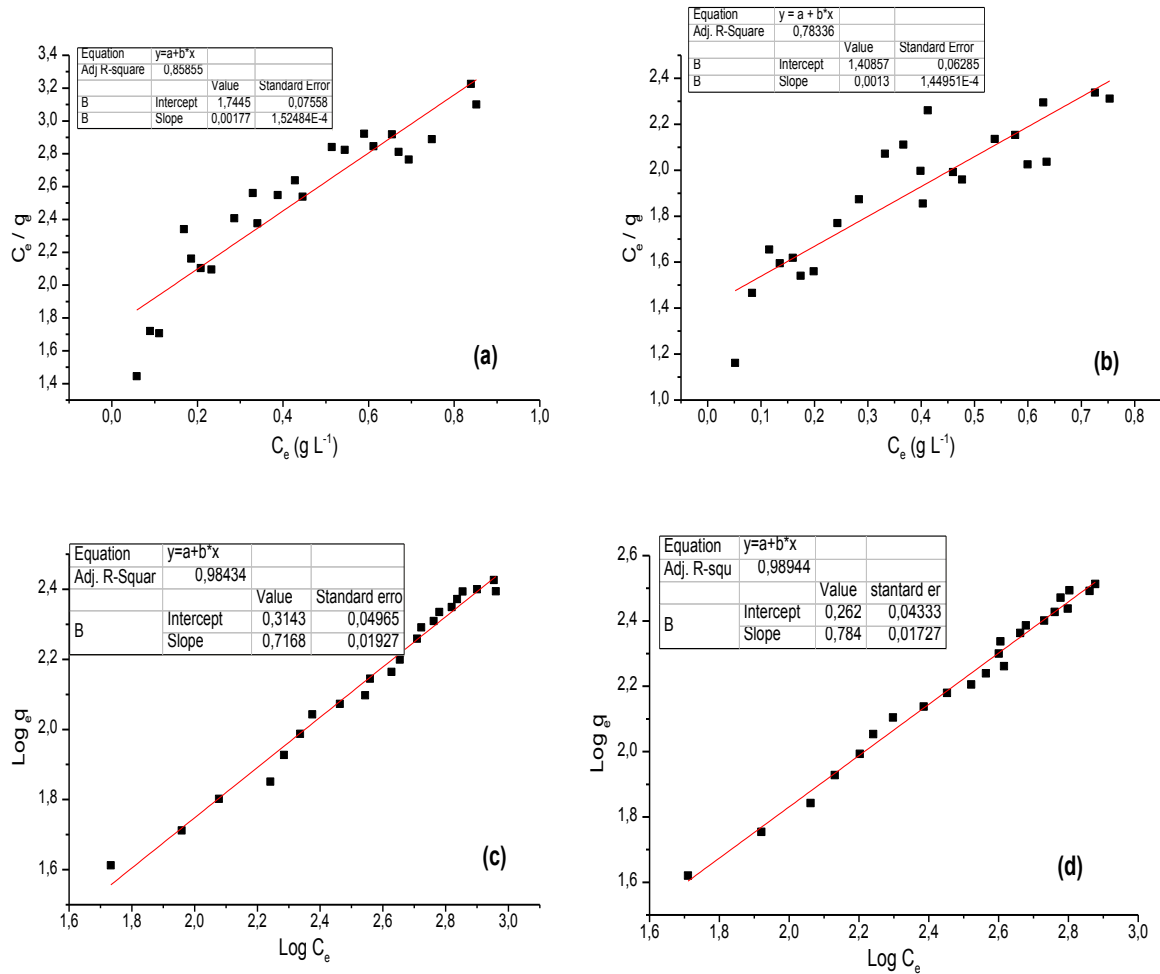 Equation y=a+b*x
Adj R-square 0,85855
Value Standard Error
B Intercept 1,7445 0,07558
B Slope 0,00177 1,52484E-4
3,4
3,2
3,0
2,8
2,6
2,4
2,2
2,0
1,8
1,6
1,4
C_e / q_e
(a)
0,0 0,2 0,4 0,6 0,8 1,0
C_e (g L^-1)
Equation y = a + b*x
Adj. R-Square 0,78336
Value Standard Error
B Intercept 1,40857 0,06285
B Slope 0,0013 1,44951E-4
2,4
2,2
2,0
1,8
1,6
1,4
1,2
1,0
C_e / q_e
(b)
0,0 0,1 0,2 0,3 0,4 0,5 0,6 0,7 0,8
C_e (g L^-1)
Equation y=a+b*x
Adj. R-Squar 0,98434
Value Standard erro
B Intercept 0,3143 0,04965
Slope 0,7168 0,01927
2,4
2,2
2,0
1,8
1,6
Log q_e
(c)
1,6 1,8 2,0 2,2 2,4 2,6 2,8 3,0
Log C_e
Equation y=a+b*x
Adj. R-squ 0,98944
Value stantard er
B Intercept 0,262 0,04333
Slope 0,784 0,01727
2,6
2,4
2,2
2,0
1,8
1,6
Log q_e
(d)
1,6 1,8 2,0 2,2 2,4 2,6 2,8 3,0
Log C_e